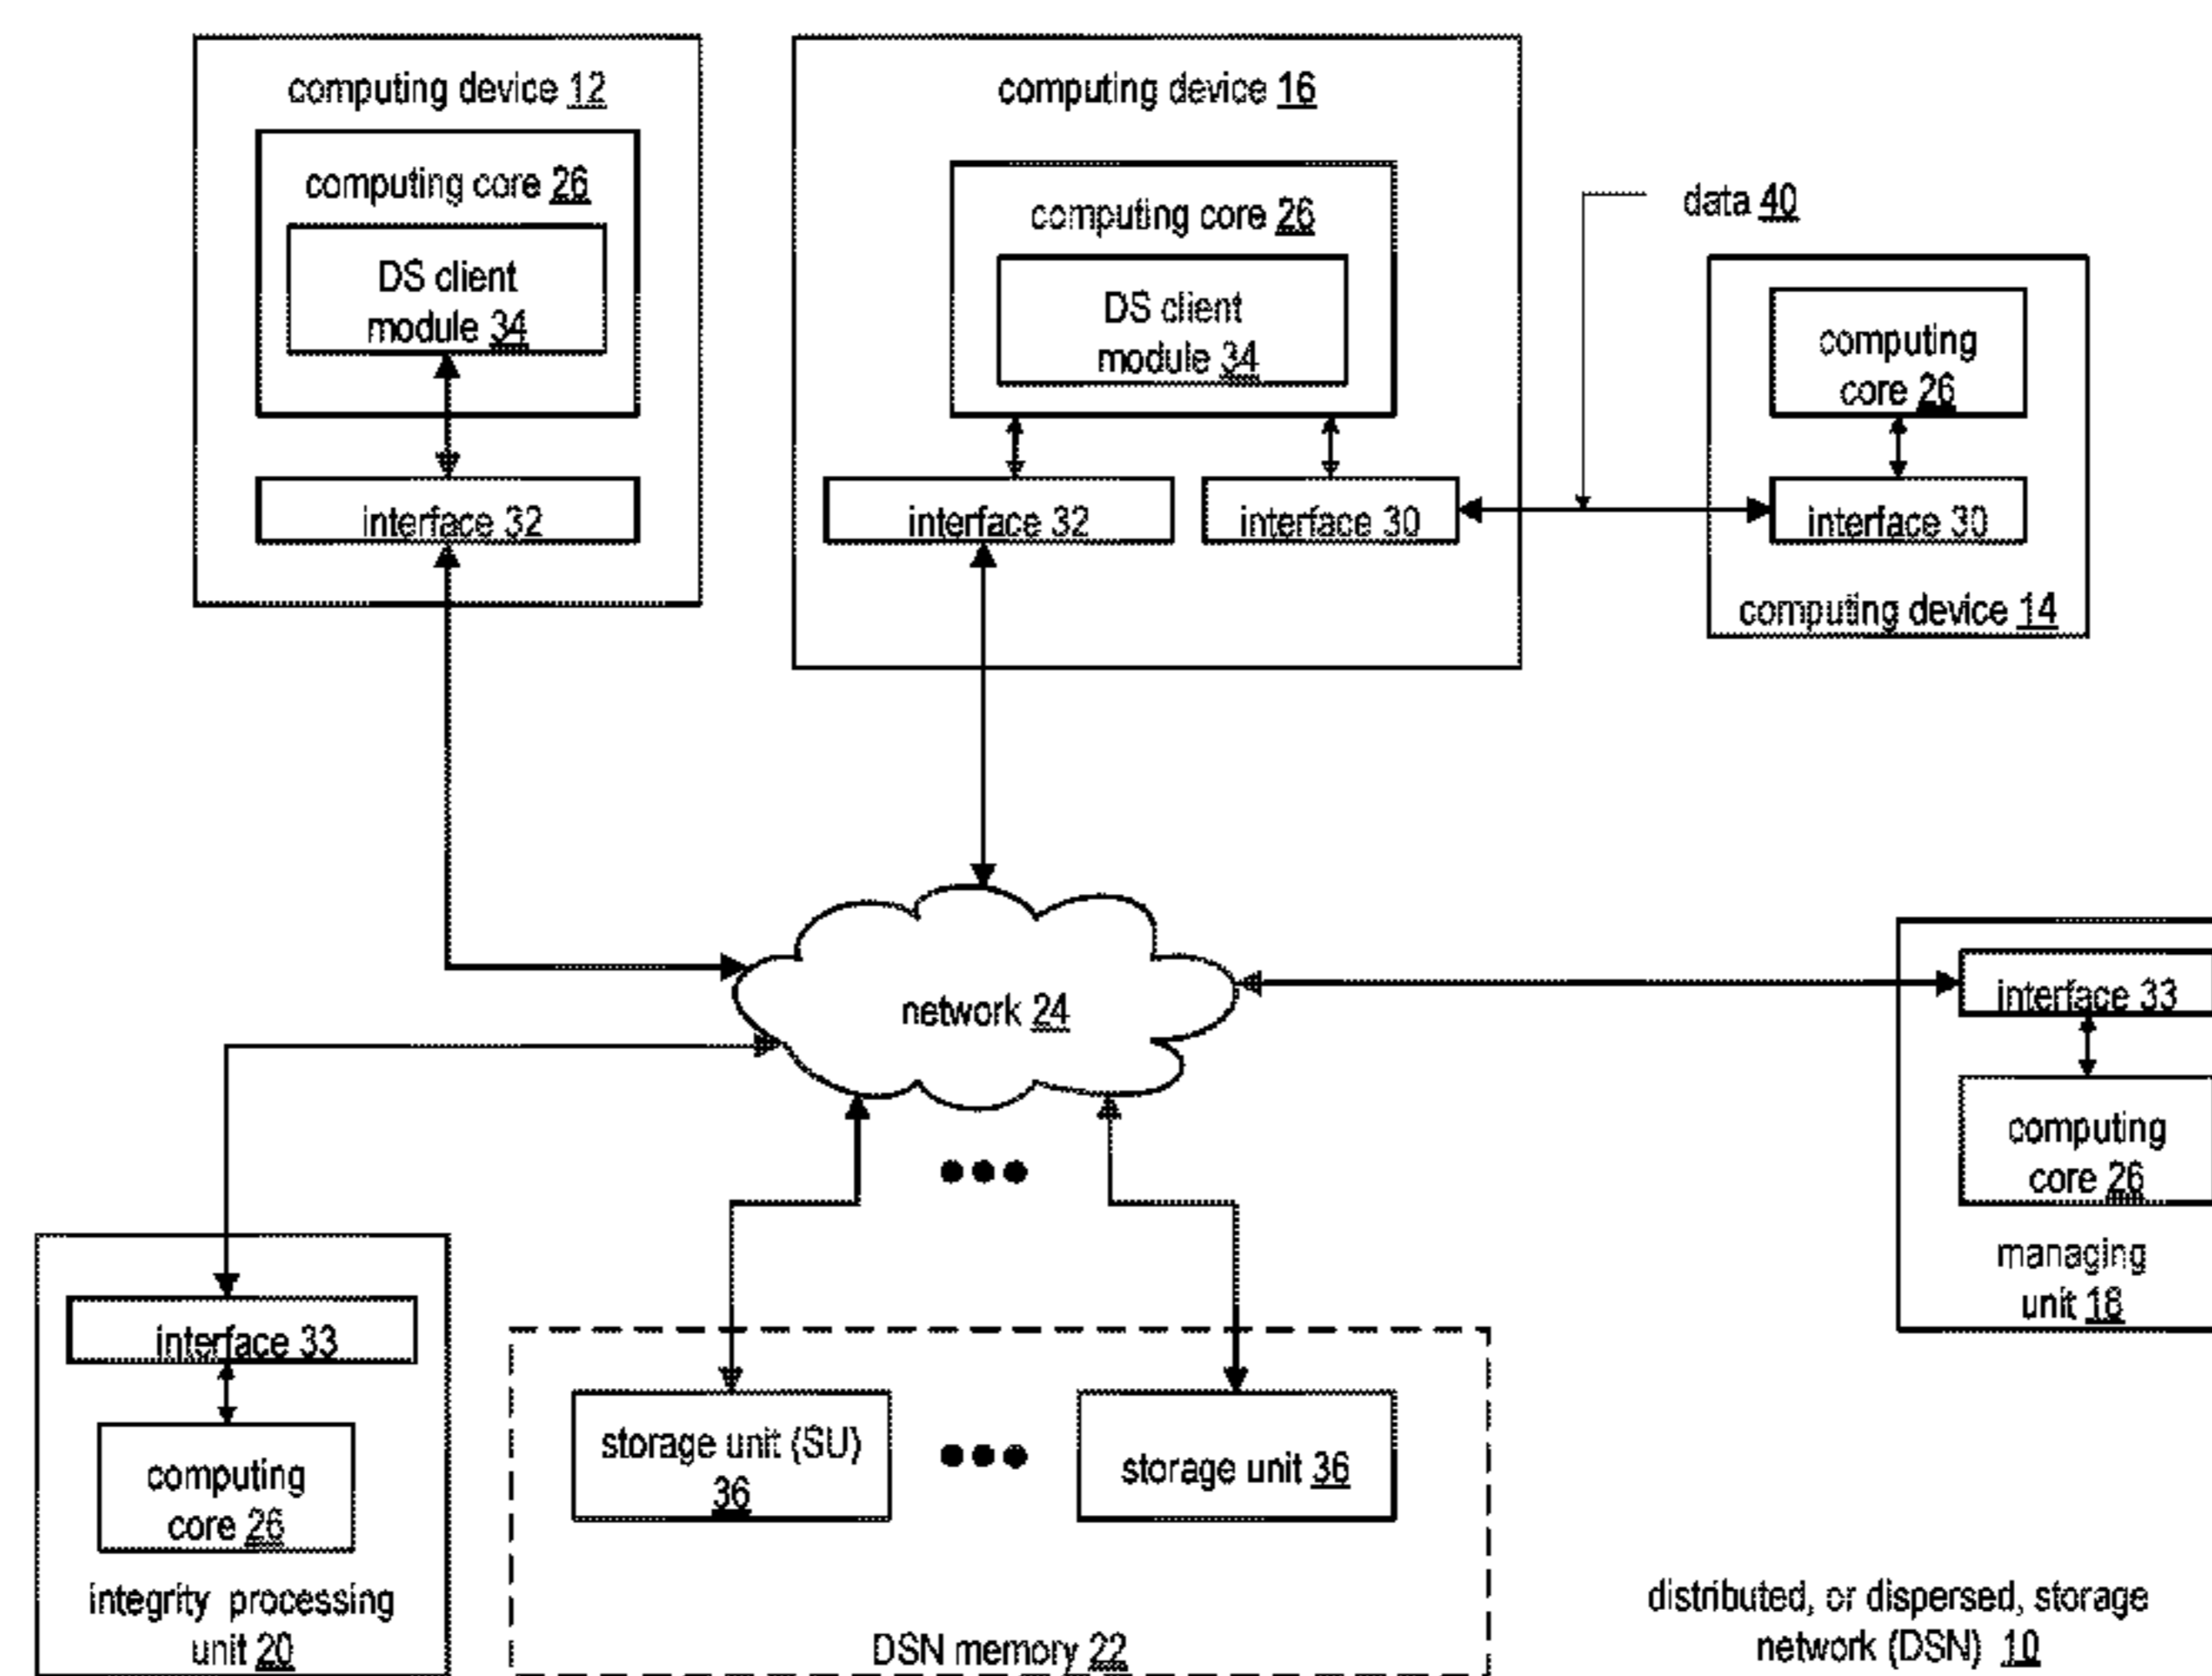 computing device 12
computing core 26
DS client
module 34
interface 32
computing device 16
computing core 26
DS client
module 34
interface 32
interface 30
data 40
computing
core 26
interface 30
computing device 14
network 24
interface 33
computing
core 26
managing
unit 18
interface 33
computing
core 26
integrity processing
unit 20
storage unit (SU)
36
storage unit 36
DSN memory 22
distributed, or dispersed, storage
network (DSN) 10